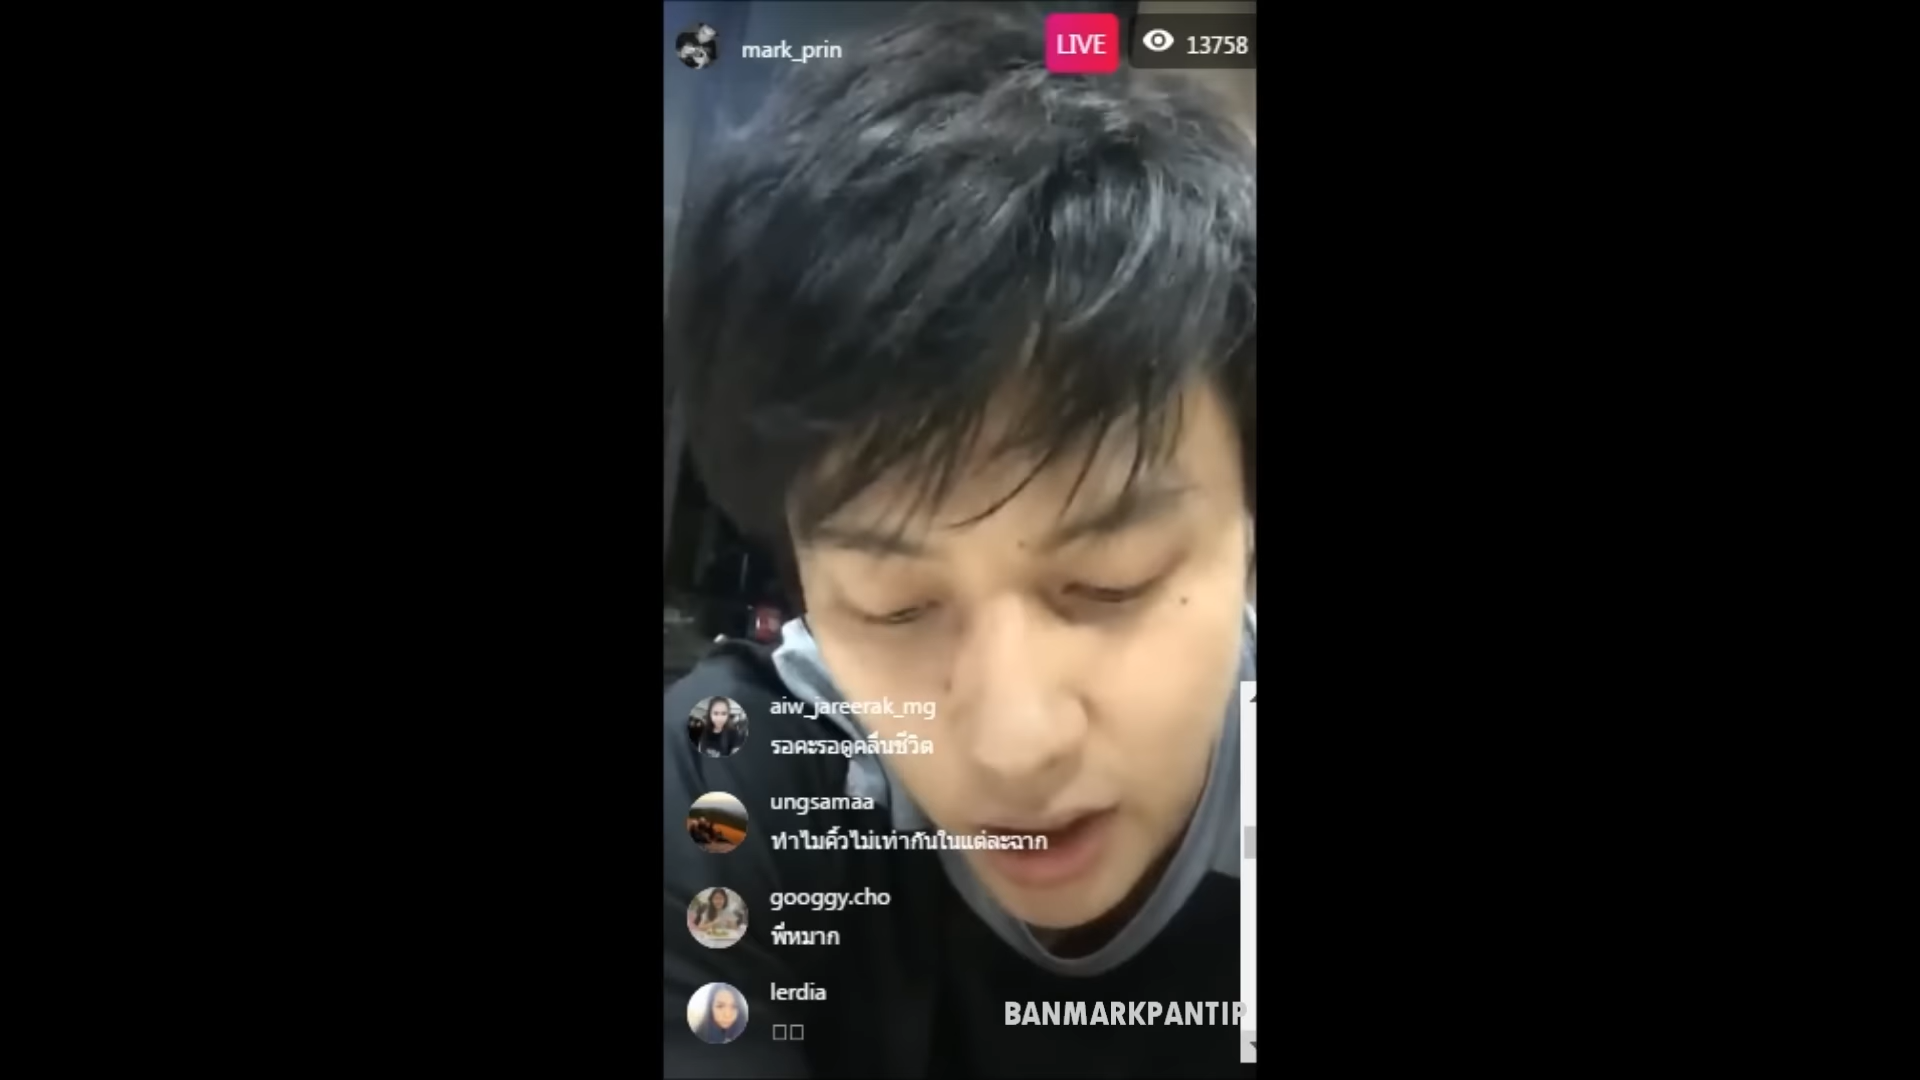 mark_prin
LIVE
13758
aiw_jareerak_mg
รอคะรอดูคลื่นชีวิต
ungsamaa
ทำไมคิ้วไม่เท่ากันในแต่ละฉาก
googgy.cho
พี่หมาก
lerdia
BANMARKPANTIP